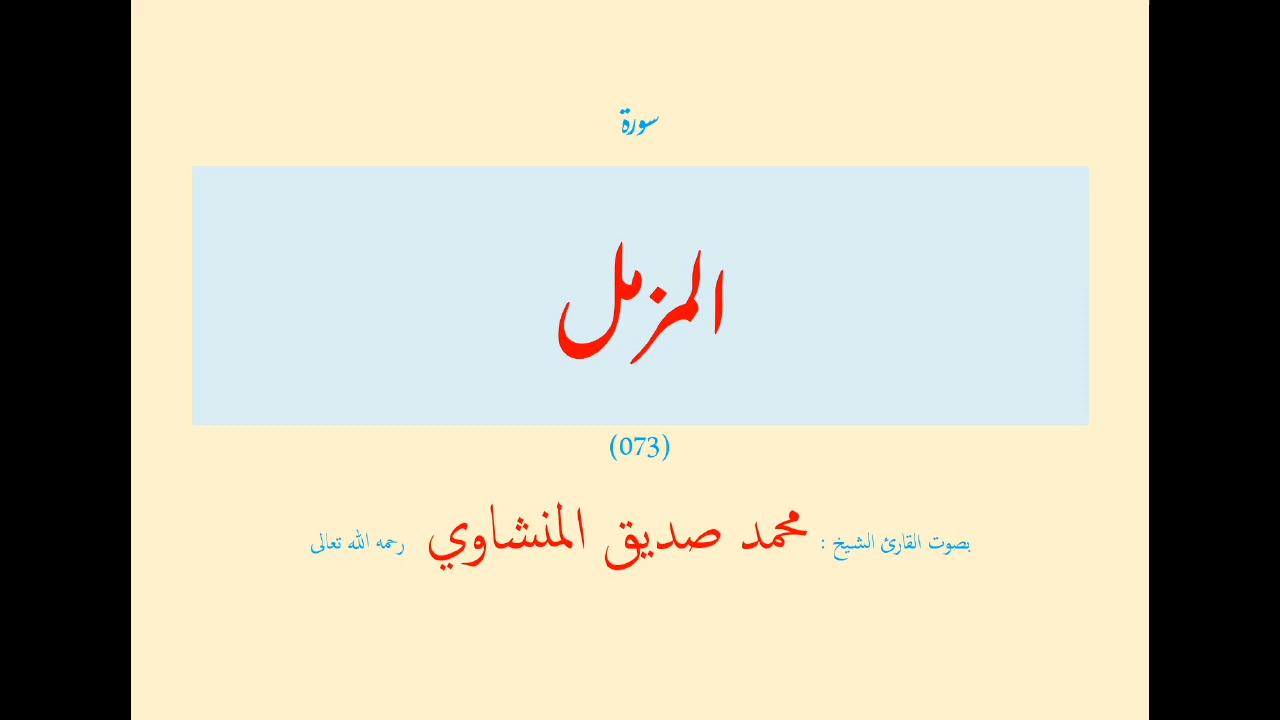 سورة
المزمل
(073)
بصوت القارئ الشيخ : محمد صديق المنشاوي رحمه الله تعالى